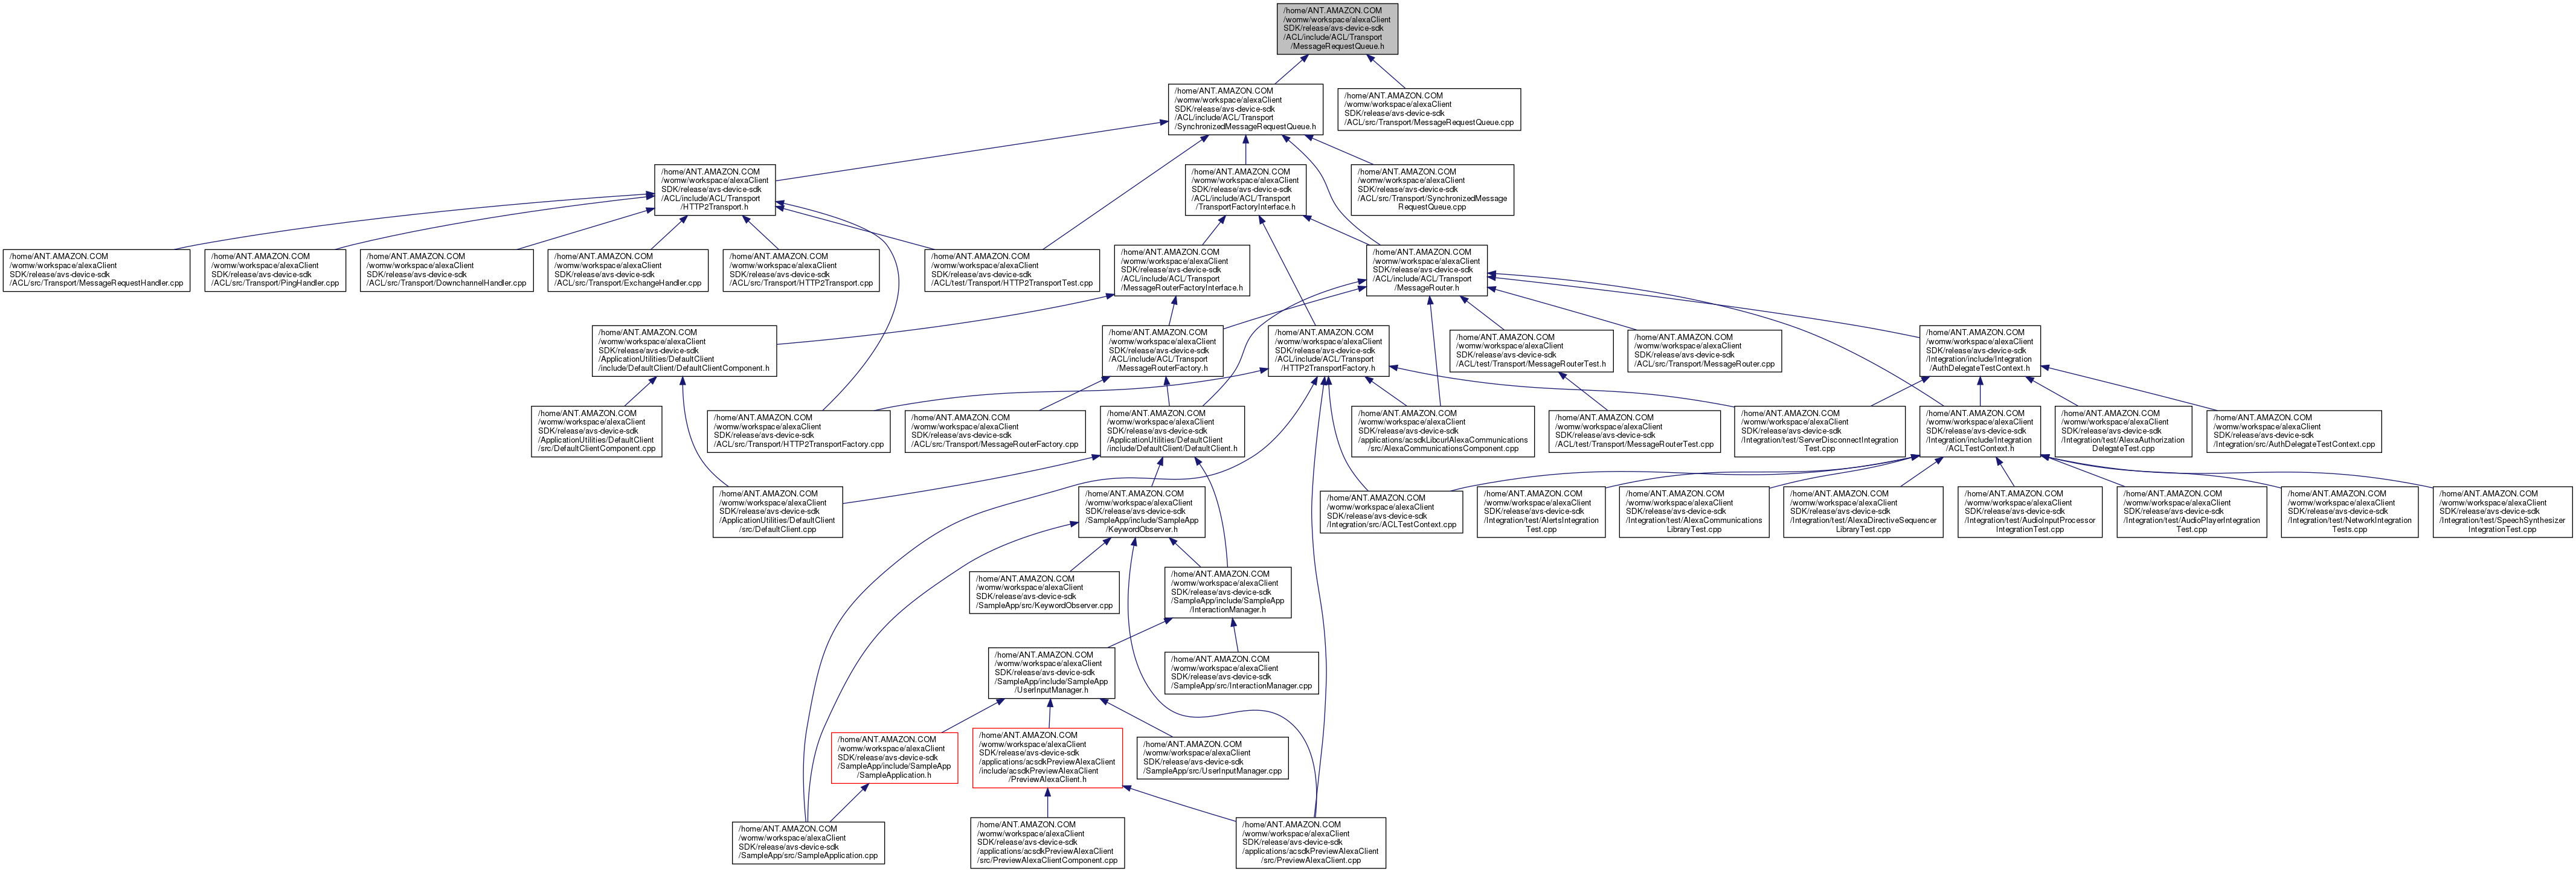 /home/ANT.AMAZON.COM
/womw/workspace/alexaClient
SDK/release/avs-device-sdk
/ACL/include/ACL/Transport
/MessageRequestQueue.h
/home/ANT.AMAZON.COM
/womw/workspace/alexaClient
SDK/release/avs-device-sdk
/ACL/include/ACL/Transport
/SynchronizedMessageRequestQueue.h
/home/ANT.AMAZON.COM
/womw/workspace/alexaClient
SDK/release/avs-device-sdk
/ACL/src/Transport/MessageRequestQueue.cpp
/home/ANT.AMAZON.COM
/womw/workspace/alexaClient
SDK/release/avs-device-sdk
/ACL/include/ACL/Transport
/HTTP2Transport.h
/home/ANT.AMAZON.COM
/womw/workspace/alexaClient
SDK/release/avs-device-sdk
/ACL/include/ACL/Transport
/TransportFactoryInterface.h
/home/ANT.AMAZON.COM
/womw/workspace/alexaClient
SDK/release/avs-device-sdk
/ACL/src/Transport/SynchronizedMessage
RequestQueue.cpp
/home/ANT.AMAZON.COM
/womw/workspace/alexaClient
SDK/release/avs-device-sdk
/ACL/src/Transport/MessageRequestHandler.cpp
/home/ANT.AMAZON.COM
/womw/workspace/alexaClient
SDK/release/avs-device-sdk
/ACL/src/Transport/PingHandler.cpp
/home/ANT.AMAZON.COM
/womw/workspace/alexaClient
SDK/release/avs-device-sdk
/ACL/src/Transport/DownchannelHandler.cpp
/home/ANT.AMAZON.COM
/womw/workspace/alexaClient
SDK/release/avs-device-sdk
/ACL/src/Transport/ExchangeHandler.cpp
/home/ANT.AMAZON.COM
/womw/workspace/alexaClient
SDK/release/avs-device-sdk
/ACL/src/Transport/HTTP2Transport.cpp
/home/ANT.AMAZON.COM
/womw/workspace/alexaClient
SDK/release/avs-device-sdk
/ACL/test/Transport/HTTP2TransportTest.cpp
/home/ANT.AMAZON.COM
/womw/workspace/alexaClient
SDK/release/avs-device-sdk
/ACL/include/ACL/Transport
/MessageRouterFactoryInterface.h
/home/ANT.AMAZON.COM
/womw/workspace/alexaClient
SDK/release/avs-device-sdk
/ACL/include/ACL/Transport
/MessageRouter.h
/home/ANT.AMAZON.COM
/womw/workspace/alexaClient
SDK/release/avs-device-sdk
/ApplicationUtilities/DefaultClient
/include/DefaultClient/DefaultClientComponent.h
/home/ANT.AMAZON.COM
/womw/workspace/alexaClient
SDK/release/avs-device-sdk
/ACL/include/ACL/Transport
/MessageRouterFactory.h
/home/ANT.AMAZON.COM
/womw/workspace/alexaClient
SDK/release/avs-device-sdk
/ACL/include/ACL/Transport
/HTTP2TransportFactory.h
/home/ANT.AMAZON.COM
/womw/workspace/alexaClient
SDK/release/avs-device-sdk
/ACL/test/Transport/MessageRouterTest.h
/home/ANT.AMAZON.COM
/womw/workspace/alexaClient
SDK/release/avs-device-sdk
/ACL/src/Transport/MessageRouter.cpp
/home/ANT.AMAZON.COM
/womw/workspace/alexaClient
SDK/release/avs-device-sdk
/Integration/include/Integration
/AuthDelegateTestContext.h
/home/ANT.AMAZON.COM
/womw/workspace/alexaClient
SDK/release/avs-device-sdk
/ApplicationUtilities/DefaultClient
/src/DefaultClientComponent.cpp
/home/ANT.AMAZON.COM
/womw/workspace/alexaClient
SDK/release/avs-device-sdk
/ACL/src/Transport/HTTP2TransportFactory.cpp
/home/ANT.AMAZON.COM
/womw/workspace/alexaClient
SDK/release/avs-device-sdk
/ACL/src/Transport/MessageRouterFactory.cpp
/home/ANT.AMAZON.COM
/womw/workspace/alexaClient
SDK/release/avs-device-sdk
/ApplicationUtilities/DefaultClient
/include/DefaultClient/DefaultClient.h
/home/ANT.AMAZON.COM
/womw/workspace/alexaClient
SDK/release/avs-device-sdk
/applications/acsdkLibcurlAlexaCommunications
/src/AlexaCommunicationsComponent.cpp
/home/ANT.AMAZON.COM
/womw/workspace/alexaClient
SDK/release/avs-device-sdk
/ACL/test/Transport/MessageRouterTest.cpp
/home/ANT.AMAZON.COM
/womw/workspace/alexaClient
SDK/release/avs-device-sdk
/Integration/test/ServerDisconnectIntegration
Test.cpp
/home/ANT.AMAZON.COM
/womw/workspace/alexaClient
SDK/release/avs-device-sdk
/Integration/include/Integration
/ACLTestContext.h
/home/ANT.AMAZON.COM
/womw/workspace/alexaClient
SDK/release/avs-device-sdk
/Integration/test/AlexaAuthorization
DelegateTest.cpp
/home/ANT.AMAZON.COM
/womw/workspace/alexaClient
SDK/release/avs-device-sdk
/Integration/src/AuthDelegateTestContext.cpp
/home/ANT.AMAZON.COM
/womw/workspace/alexaClient
SDK/release/avs-device-sdk
/ApplicationUtilities/DefaultClient
/src/DefaultClient.cpp
/home/ANT.AMAZON.COM
/womw/workspace/alexaClient
SDK/release/avs-device-sdk
/SampleApp/include/SampleApp
/KeywordObserver.h
/home/ANT.AMAZON.COM
/womw/workspace/alexaClient
SDK/release/avs-device-sdk
/Integration/src/ACLTestContext.cpp
/home/ANT.AMAZON.COM
/womw/workspace/alexaClient
SDK/release/avs-device-sdk
/Integration/test/AlertsIntegration
Test.cpp
/home/ANT.AMAZON.COM
/womw/workspace/alexaClient
SDK/release/avs-device-sdk
/Integration/test/AlexaCommunications
LibraryTest.cpp
/home/ANT.AMAZON.COM
/womw/workspace/alexaClient
SDK/release/avs-device-sdk
/Integration/test/AlexaDirectiveSequencer
LibraryTest.cpp
/home/ANT.AMAZON.COM
/womw/workspace/alexaClient
SDK/release/avs-device-sdk
/Integration/test/AudioInputProcessor
IntegrationTest.cpp
/home/ANT.AMAZON.COM
/womw/workspace/alexaClient
SDK/release/avs-device-sdk
/Integration/test/AudioPlayerIntegration
Test.cpp
/home/ANT.AMAZON.COM
/womw/workspace/alexaClient
SDK/release/avs-device-sdk
/Integration/test/NetworkIntegration
Tests.cpp
/home/ANT.AMAZON.COM
/womw/workspace/alexaClient
SDK/release/avs-device-sdk
/Integration/test/SpeechSynthesizer
IntegrationTest.cpp
/home/ANT.AMAZON.COM
/womw/workspace/alexaClient
SDK/release/avs-device-sdk
/SampleApp/src/KeywordObserver.cpp
/home/ANT.AMAZON.COM
/womw/workspace/alexaClient
SDK/release/avs-device-sdk
/SampleApp/include/SampleApp
/InteractionManager.h
/home/ANT.AMAZON.COM
/womw/workspace/alexaClient
SDK/release/avs-device-sdk
/SampleApp/include/SampleApp
/UserInputManager.h
/home/ANT.AMAZON.COM
/womw/workspace/alexaClient
SDK/release/avs-device-sdk
/SampleApp/src/InteractionManager.cpp
/home/ANT.AMAZON.COM
/womw/workspace/alexaClient
SDK/release/avs-device-sdk
/SampleApp/include/SampleApp
/SampleApplication.h
/home/ANT.AMAZON.COM
/womw/workspace/alexaClient
SDK/release/avs-device-sdk
/applications/acsdkPreviewAlexaClient
/include/acsdkPreviewAlexaClient
/PreviewAlexaClient.h
/home/ANT.AMAZON.COM
/womw/workspace/alexaClient
SDK/release/avs-device-sdk
/SampleApp/src/UserInputManager.cpp
/home/ANT.AMAZON.COM
/womw/workspace/alexaClient
SDK/release/avs-device-sdk
/SampleApp/src/SampleApplication.cpp
/home/ANT.AMAZON.COM
/womw/workspace/alexaClient
SDK/release/avs-device-sdk
/applications/acsdkPreviewAlexaClient
/src/PreviewAlexaClientComponent.cpp
/home/ANT.AMAZON.COM
/womw/workspace/alexaClient
SDK/release/avs-device-sdk
/applications/acsdkPreviewAlexaClient
/src/PreviewAlexaClient.cpp